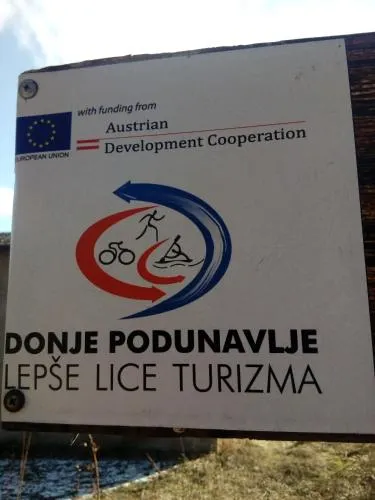 with funding from
Austrian
Development Cooperation
EUROPEAN UNION
DONJE PODUNAVLJE
LEPŠE LICE TURIZMA